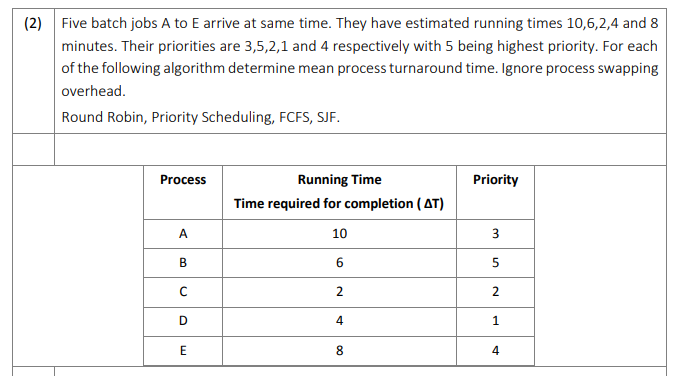 (2) Five batch jobs A to E arrive at same time. They have estimated running times 10,6,2,4 and 8
minutes. Their priorities are 3,5,2,1 and 4 respectively with 5 being highest priority. For each
of the following algorithm determine mean process turnaround time. Ignore process swapping
overhead.
Round Robin, Priority Scheduling, FCFS, SJF.
Process Running Time Priority
Time required for completion ( ΔT)
A 10 3
B 6 5
C 2 2
D 4 1
E 8 4